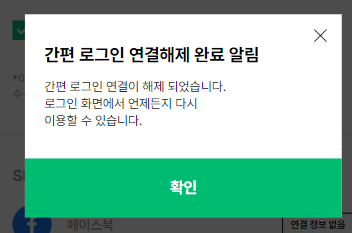 간편 로그인 연결해제 완료 알림
간편 로그인 연결이 해제 되었습니다.
로그인 화면에서 언제든지 다시
이용할 수 있습니다.
확인
페이스북
연결 정보 없음